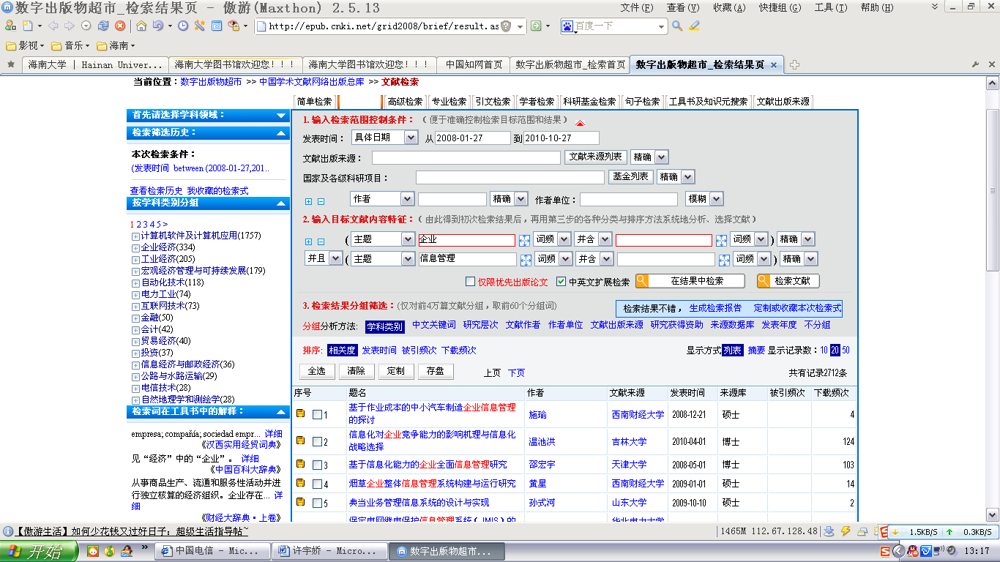 数字出版物超市_检索结果页 - 傲游(Maxthon) 2.5.13
文件(F) 查看(V) 收藏(A) 快捷组(G) 工具(T) 帮助(H)
http://epub.cnki.net/grid2008/brief/result.as
百度一下
影视 音乐 海南
海南大学 | Hainan Univer...
海南大学图书馆欢迎您！！！
海南大学图书馆欢迎您！！！
中国知网首页
数字出版物超市_检索首页
数字出版物超市_检索结果页
当前位置：数字出版物超市 >> 中国学术文献网络出版总库 >> 文献检索
简单检索 高级检索 专业检索 引文检索 学者检索 科研基金检索 句子检索 工具书及知识元搜索 文献出版来源
首先请选择学科领域：
检索筛选历史：
本次检索条件：
(发表时间 between (2008-01-27,201..
查看检索历史 我收藏的检索式
按学科类别分组
1 2 3 4 5 >
计算机软件及计算机应用(1757)
企业经济(334)
工业经济(205)
宏观经济管理与可持续发展(179)
自动化技术(118)
电力工业(74)
互联网技术(73)
金融(50)
会计(42)
贸易经济(40)
投资(37)
信息经济与邮政经济(36)
公路与水路运输(29)
电信技术(28)
自然地理学和测绘学(28)
检索词在工具书中的解释：
empresa; compañía; sociedad empr... 详细
《汉西实用经贸词典》
见“经济”中的“企业”。 详细
《中国百科大辞典》
从事商品生产、流通和服务性活动并进
行独立核算的经济组织。企业存在... 详
细
《财经大辞典·上卷》
1. 输入检索范围控制条件：（便于准确控制检索目标范围和结果）
发表时间： 具体日期 从 2008-01-27 到 2010-10-27
文献出版来源： 文献来源列表 精确
国家及各级科研项目： 基金列表 精确
作者 精确 作者单位： 模糊
2. 输入目标文献内容特征：（由此得到初次检索结果后，再用第三步的各种分类与排序方法系统地分析、选择文献）
( 主题 企业 词频 并含 词频 ) 精确
并且 ( 主题 信息管理 词频 并含 词频 ) 精确
仅限优先出版论文 中英文扩展检索 在结果中检索 检索文献
3. 检索结果分组筛选：(仅对前4万篇文献分组，取前60个分组词) 检索结果不错， 生成检索报告 定制或收藏本次检索式
分组分析方法： 学科类别 中文关键词 研究层次 文献作者 作者单位 文献出版来源 研究获得资助 来源数据库 发表年度 不分组
排序： 相关度 发表时间 被引频次 下载频次 显示方式 列表 摘要 显示记录数：10 20 50
全选 清除 定制 存盘 上页 下页 共有记录2712条
序号 题名 作者 文献来源 发表时间 来源库 被引频次 下载频次
1 基于作业成本的中小汽车制造企业信息管理
的探讨 施瑜 西南财经大学 2008-12-21 硕士 4
2 信息化对企业竞争能力的影响机理与信息化
战略选择 温池洪 吉林大学 2010-04-01 博士 124
3 基于信息化能力的企业全面信息管理研究 邵宏宇 天津大学 2008-05-01 博士 103
4 烟草企业整体信息管理系统构建与运行研究 黄星 西南财经大学 2009-01-01 硕士 14
5 典当业务管理信息系统的设计与实现 孙式河 山东大学 2009-10-10 硕士 2
保定电网继电保护信息管理系统(JMIS)的 华北电力大学
【傲游生活】如何少花钱又过好日子：超级生活指导帖~
1465M 112.67.128.48 1.5KB/S 0.3KB/S
开始 中国电信 - Mic... 许宇娇 - Micro... 数字出版物超市... 13:17